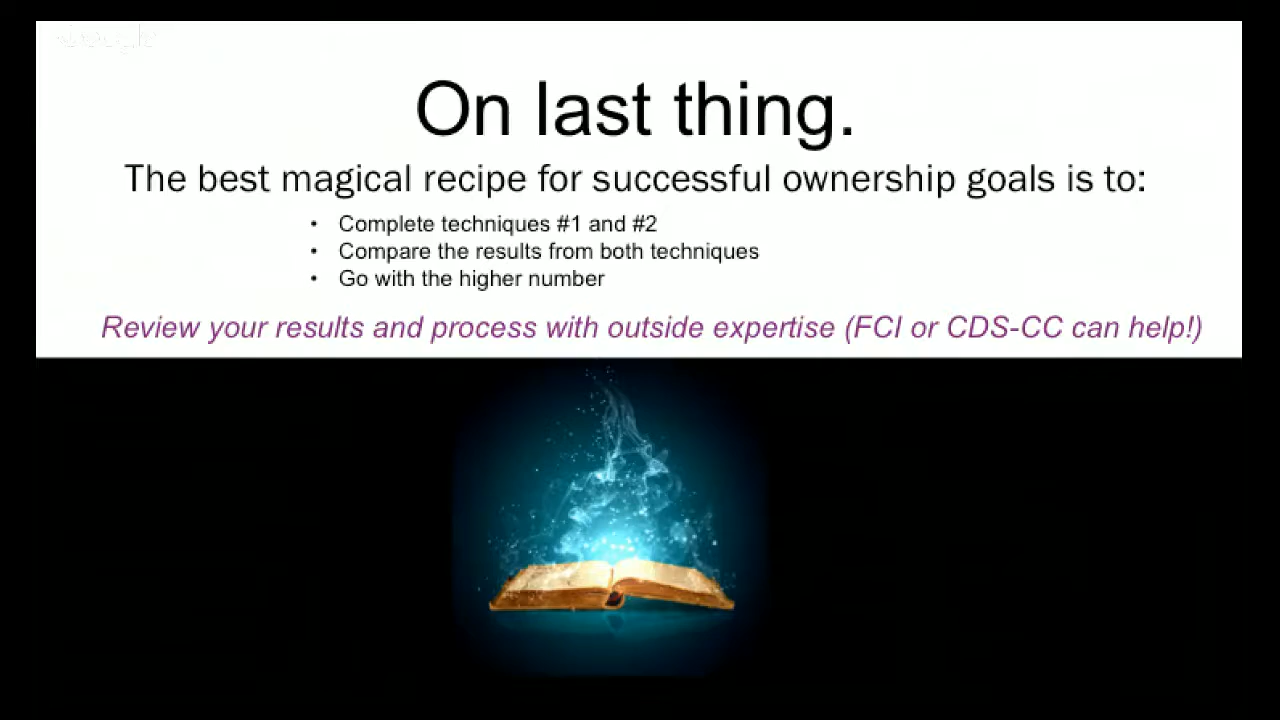 On last thing.
The best magical recipe for successful ownership goals is to:
• Complete techniques #1 and #2
• Compare the results from both techniques
• Go with the higher number
Review your results and process with outside expertise (FCI or CDS-CC can help!)